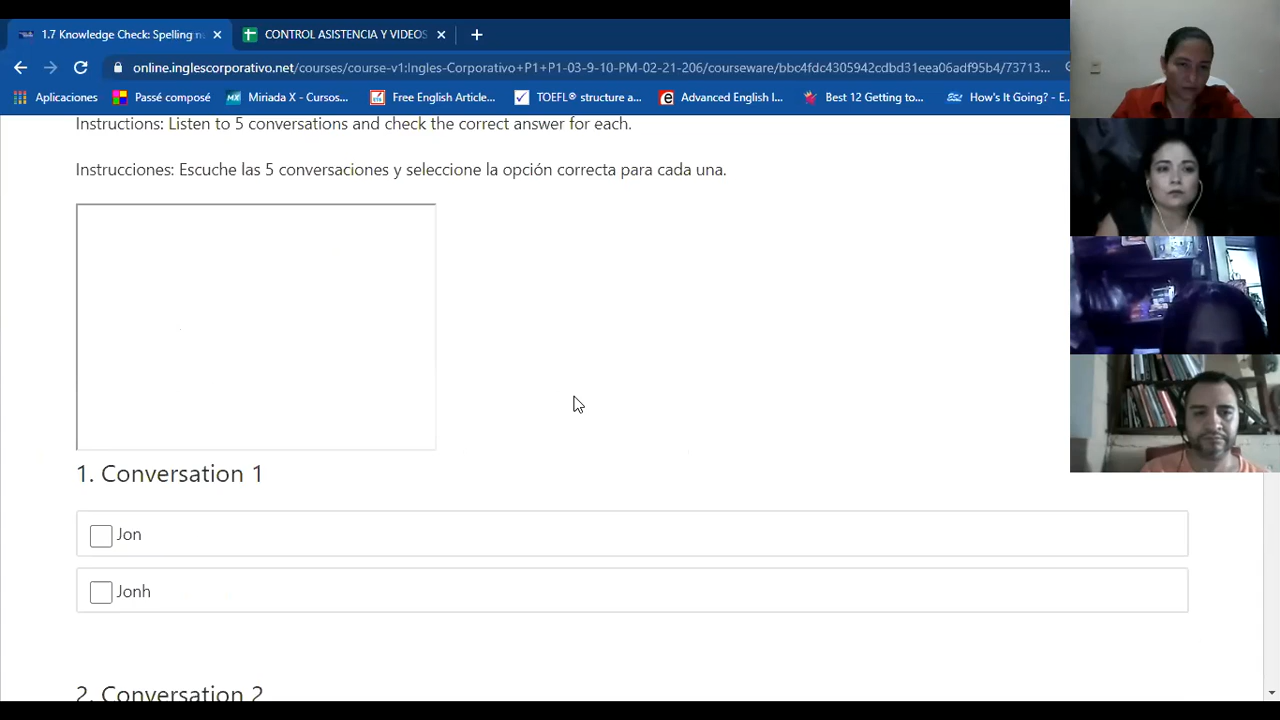 1.7 Knowledge Check: Spelling
CONTROL ASISTENCIA Y VIDEOS
online.inglescorporativo.net/courses/course-v1:Ingles-Corporativo+P1+P1-03-9-10-PM-02-21-206/courseware/bbc4fdc4305942cdbd31eea06adf95b4/73713...
Aplicaciones
Passé composé
Miriada X - Cursos...
Free English Article...
TOEFL® structure a...
Advanced English I...
Best 12 Getting to...
How's It Going? - E...
Instructions: Listen to 5 conversations and check the correct answer for each.
Instrucciones: Escuche las 5 conversaciones y seleccione la opción correcta para cada una.
1. Conversation 1
Jon
Jonh
2. Conversation 2